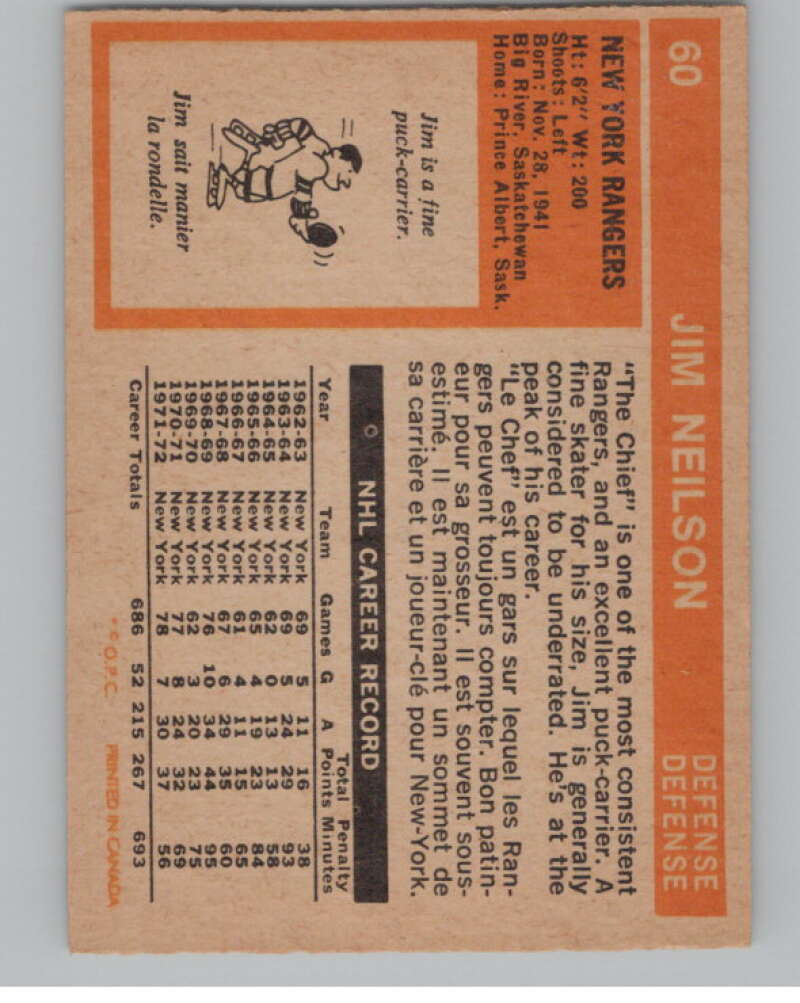 60 JIM NEILSON DEFENSE
DEFENSE
NEW YORK RANGERS
Ht: 6'2" Wt: 200
Shoots: Left
Born: Nov. 28, 1941
Big River, Saskatchewan
Home: Prince Albert, Sask.
Jim is a fine
puck-carrier.
Jim sait manier
la rondelle.
"The Chief" is one of the most consistent
Rangers, and an excellent puck-carrier. A
fine skater for his size, Jim is generally
considered to be underrated. He's at the
peak of his career.
"Le Chef" est un gars sur lequel les Ran-
gers peuvent toujours compter. Bon patin-
eur pour sa grosseur. Il est souvent sous-
estimé. Il est maintenant un sommet de
sa carrière et un joueur-clé pour New-York.
NHL CAREER RECORD
Total Penalty
Year Team Games G A Points Minutes
1962-63 New York 69 5 11 16 38
1963-64 New York 69 5 24 29 93
1964-65 New York 62 0 13 13 58
1965-66 New York 65 4 19 23 84
1966-67 New York 61 4 11 15 65
1967-68 New York 67 6 29 35 60
1968-69 New York 76 10 34 44 95
1969-70 New York 62 3 20 23 75
1970-71 New York 77 8 24 32 69
1971-72 New York 78 7 30 37 56
Career Totals 686 52 215 267 693
**© O.P.C. PRINTED IN CANADA